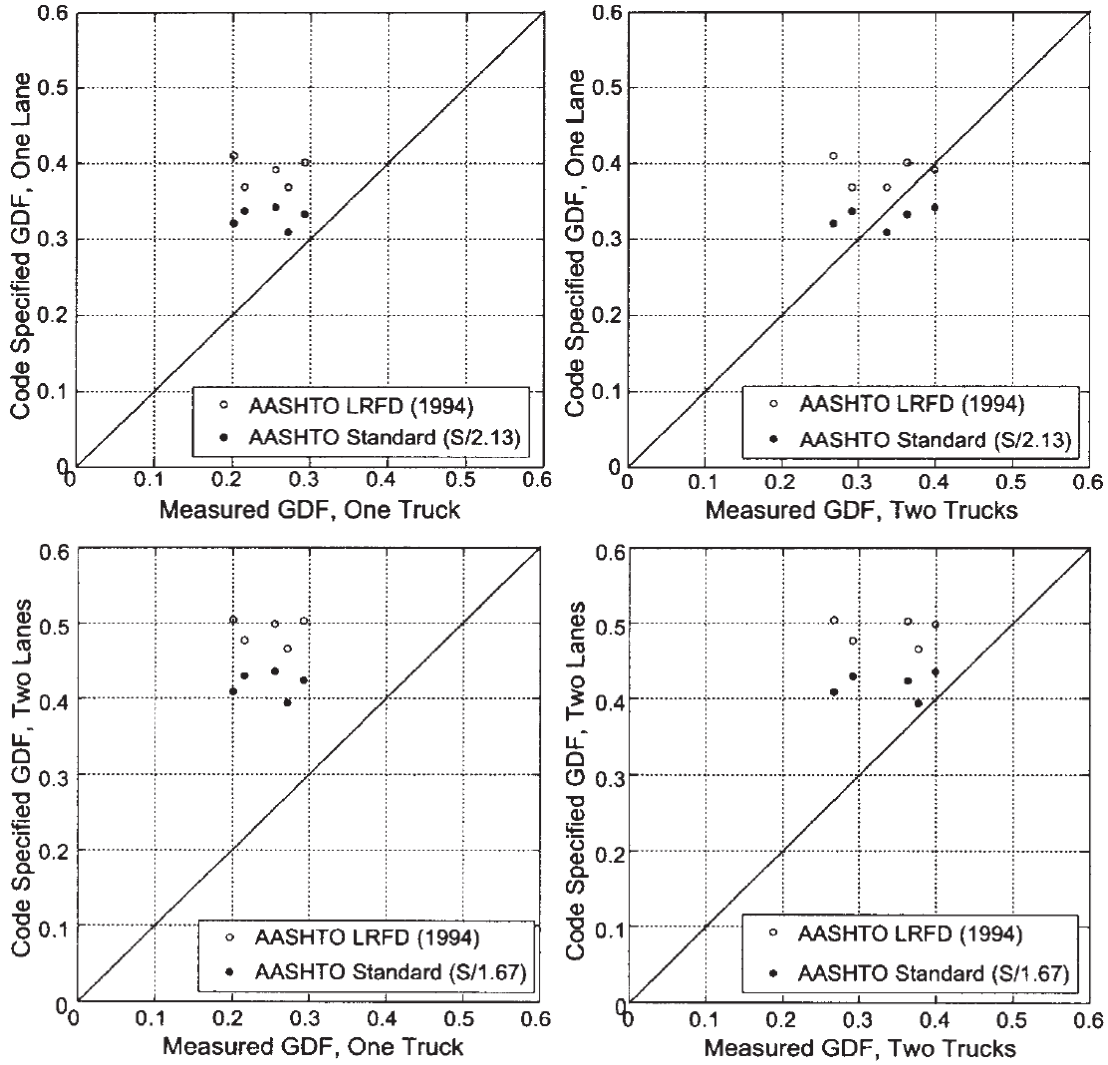 Code Specified GDF, One Lane
0.6
0.5
0.4
0.3
0.2
0.1
0
AASHTO LRFD (1994)
AASHTO Standard (S/2.13)
0 0.1 0.2 0.3 0.4 0.5 0.6
Measured GDF, One Truck
Code Specified GDF, One Lane
0.6
0.5
0.4
0.3
0.2
0.1
0
AASHTO LRFD (1994)
AASHTO Standard (S/2.13)
0 0.1 0.2 0.3 0.4 0.5 0.6
Measured GDF, Two Trucks
Code Specified GDF, Two Lanes
0.6
0.5
0.4
0.3
0.2
0.1
0
AASHTO LRFD (1994)
AASHTO Standard (S/1.67)
0 0.1 0.2 0.3 0.4 0.5 0.6
Measured GDF, One Truck
Code Specified GDF, Two Lanes
0.6
0.5
0.4
0.3
0.2
0.1
0
AASHTO LRFD (1994)
AASHTO Standard (S/1.67)
0 0.1 0.2 0.3 0.4 0.5 0.6
Measured GDF, Two Trucks